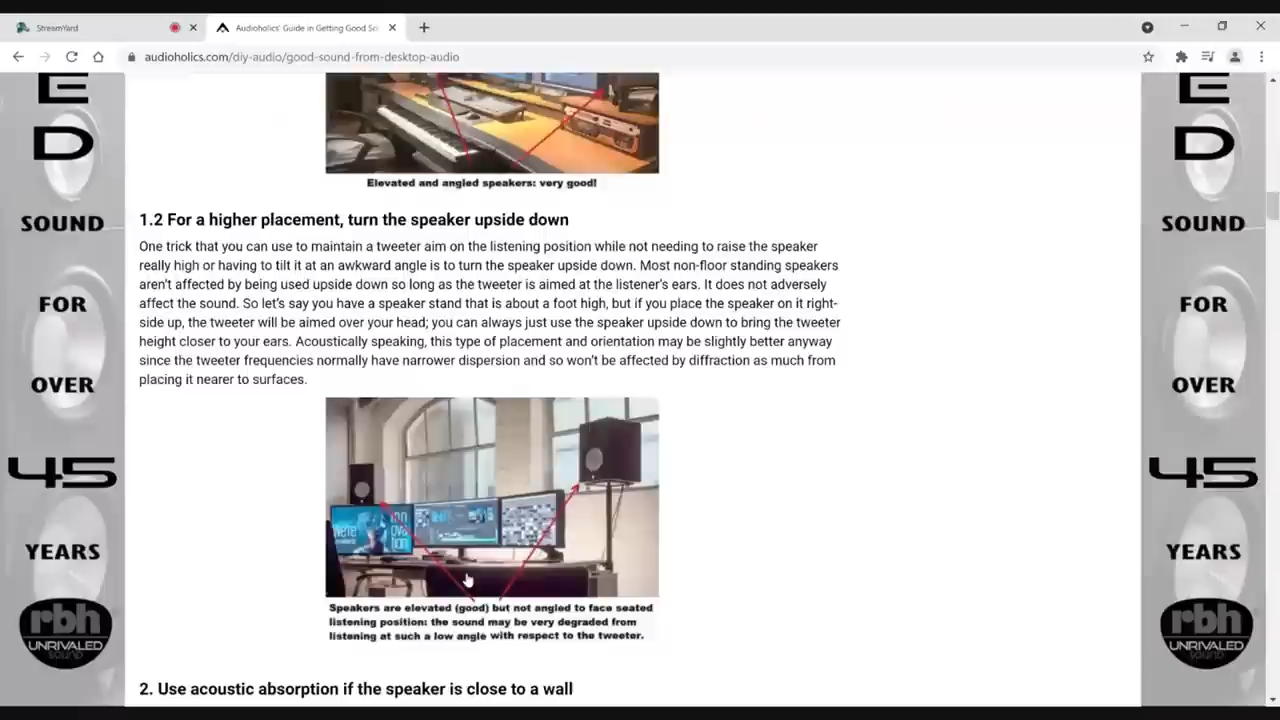 StreamYard
Audioholics' Guide in Getting Good So
audioholics.com/diy-audio/good-sound-from-desktop-audio
E
D
SOUND
FOR
OVER
45
YEARS
rbh
UNRIVALED
sound
Elevated and angled speakers: very good!
1.2 For a higher placement, turn the speaker upside down
One trick that you can use to maintain a tweeter aim on the listening position while not needing to raise the speaker
really high or having to tilt it at an awkward angle is to turn the speaker upside down. Most non-floor standing speakers
aren't affected by being used upside down so long as the tweeter is aimed at the listener's ears. It does not adversely
affect the sound. So let's say you have a speaker stand that is about a foot high, but if you place the speaker on it right-
side up, the tweeter will be aimed over your head; you can always just use the speaker upside down to bring the tweeter
height closer to your ears. Acoustically speaking, this type of placement and orientation may be slightly better anyway
since the tweeter frequencies normally have narrower dispersion and so won't be affected by diffraction as much from
placing it nearer to surfaces.
Speakers are elevated (good) but not angled to face seated
listening position: the sound may be very degraded from
listening at such a low angle with respect to the tweeter.
2. Use acoustic absorption if the speaker is close to a wall
E
D
SOUND
FOR
OVER
45
YEARS
rbh
UNRIVALED
sound